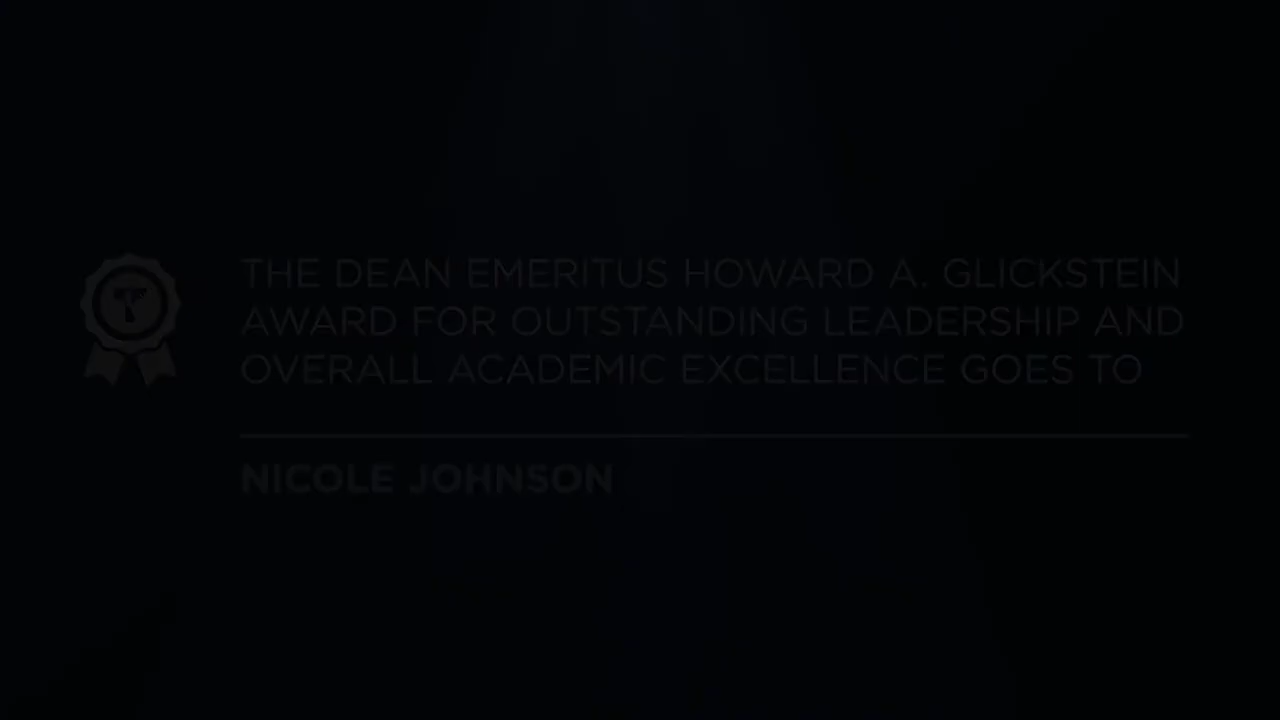 THE DEAN EMERITUS HOWARD A. GLICKSTEIN
AWARD FOR OUTSTANDING LEADERSHIP AND
OVERALL ACADEMIC EXCELLENCE GOES TO
NICOLE JOHNSON